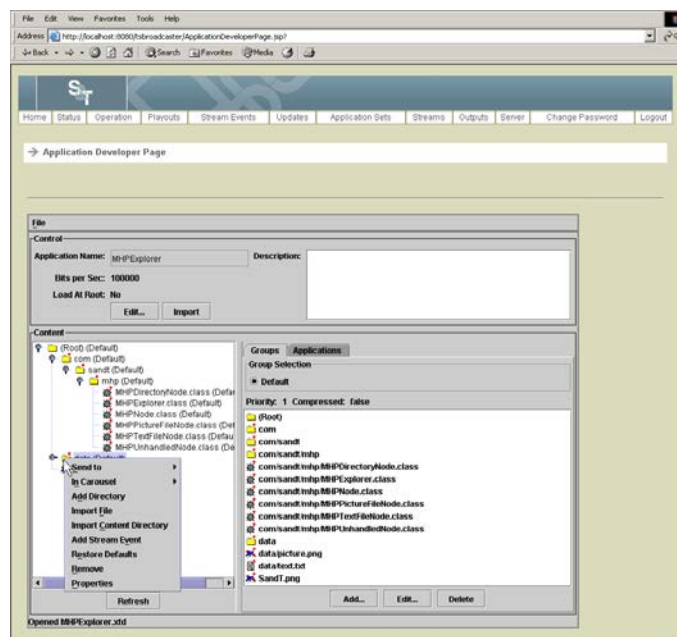 File Edit View Favorites Tools Help
Address http://localhost:8080/tsbroadcaster/ApplicationDeveloperPage.jsp?
Back Search Favorites Media
ST
Home Status Operation Playouts Stream Events Updates Application Sets Streams Outputs Server Change Password Logout
Application Developer Page
File
Control
Application Name: MHPExplorer Description:
Bits per Sec: 100000
Load At Root: No
Edit... Import
Content
(Root) (Default)
com (Default)
sandt (Default)
mhp (Default)
MHPDirectoryNode.class (Defar
MHPExplorer.class (Default)
MHPNode.class (Default)
MHPPictureFileNode.class (Def
MHPTextFileNode.class (Defau
MHPUnhandledNode.class (De
data (Default)
Send to
In Carousel
Add Directory
Import File
Import Content Directory
Add Stream Event
Restore Defaults
Remove
Properties
Refresh
Groups Applications
Group Selection
Default
Priority: 1 Compressed: false
(Root)
com
com/sandt
com/sandt/mhp
com/sandt/mhp/MHPDirectoryNode.class
com/sandt/mhp/MHPExplorer.class
com/sandt/mhp/MHPNode.class
com/sandt/mhp/MHPPictureFileNode.class
com/sandt/mhp/MHPTextFileNode.class
com/sandt/mhp/MHPUnhandledNode.class
data
data/picture.png
data/text.txt
SandT.png
Add... Edit... Delete
Opened MHPExplorer.xtd